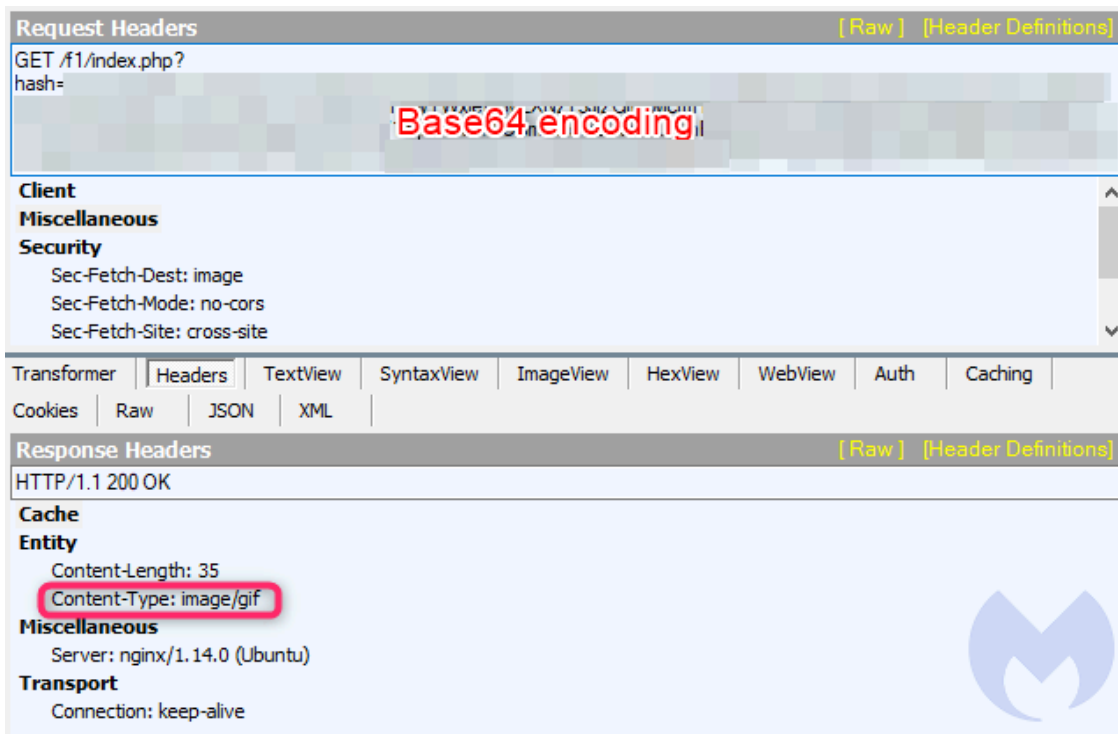 Request Headers [ Raw ] [Header Definitions]
GET /f1/index.php?
hash=
Base64 encoding
Client
Miscellaneous
Security
Sec-Fetch-Dest: image
Sec-Fetch-Mode: no-cors
Sec-Fetch-Site: cross-site
Transformer Headers TextView SyntaxView ImageView HexView WebView Auth Caching
Cookies Raw JSON XML
Response Headers [ Raw ] [Header Definitions]
HTTP/1.1 200 OK
Cache
Entity
Content-Length: 35
Content-Type: image/gif
Miscellaneous
Server: nginx/1.14.0 (Ubuntu)
Transport
Connection: keep-alive